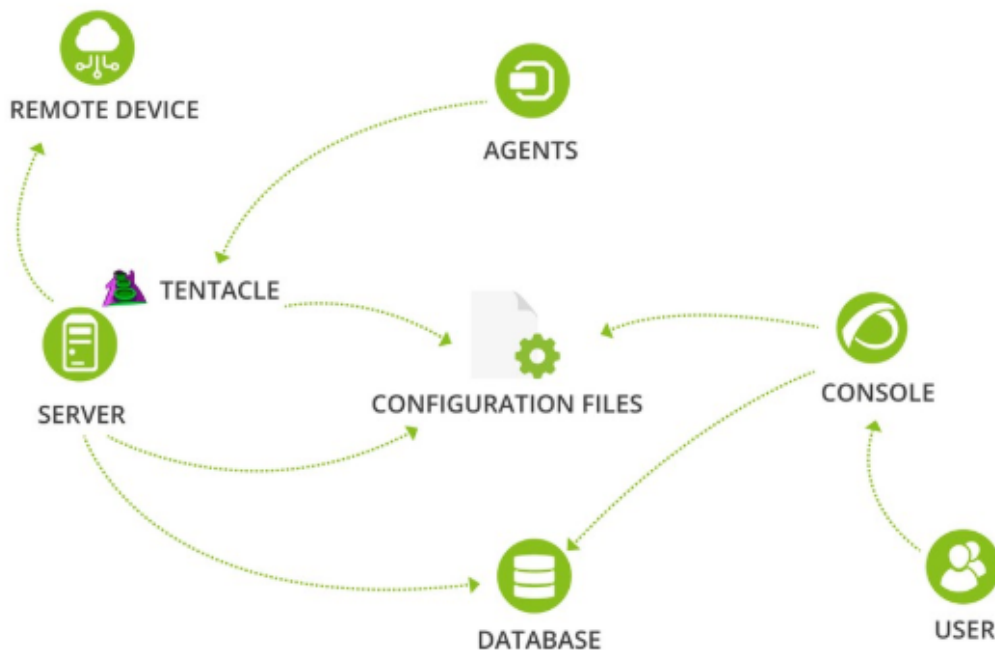 REMOTE DEVICE
AGENTS
TENTACLE
SERVER
CONFIGURATION FILES
CONSOLE
DATABASE
USER